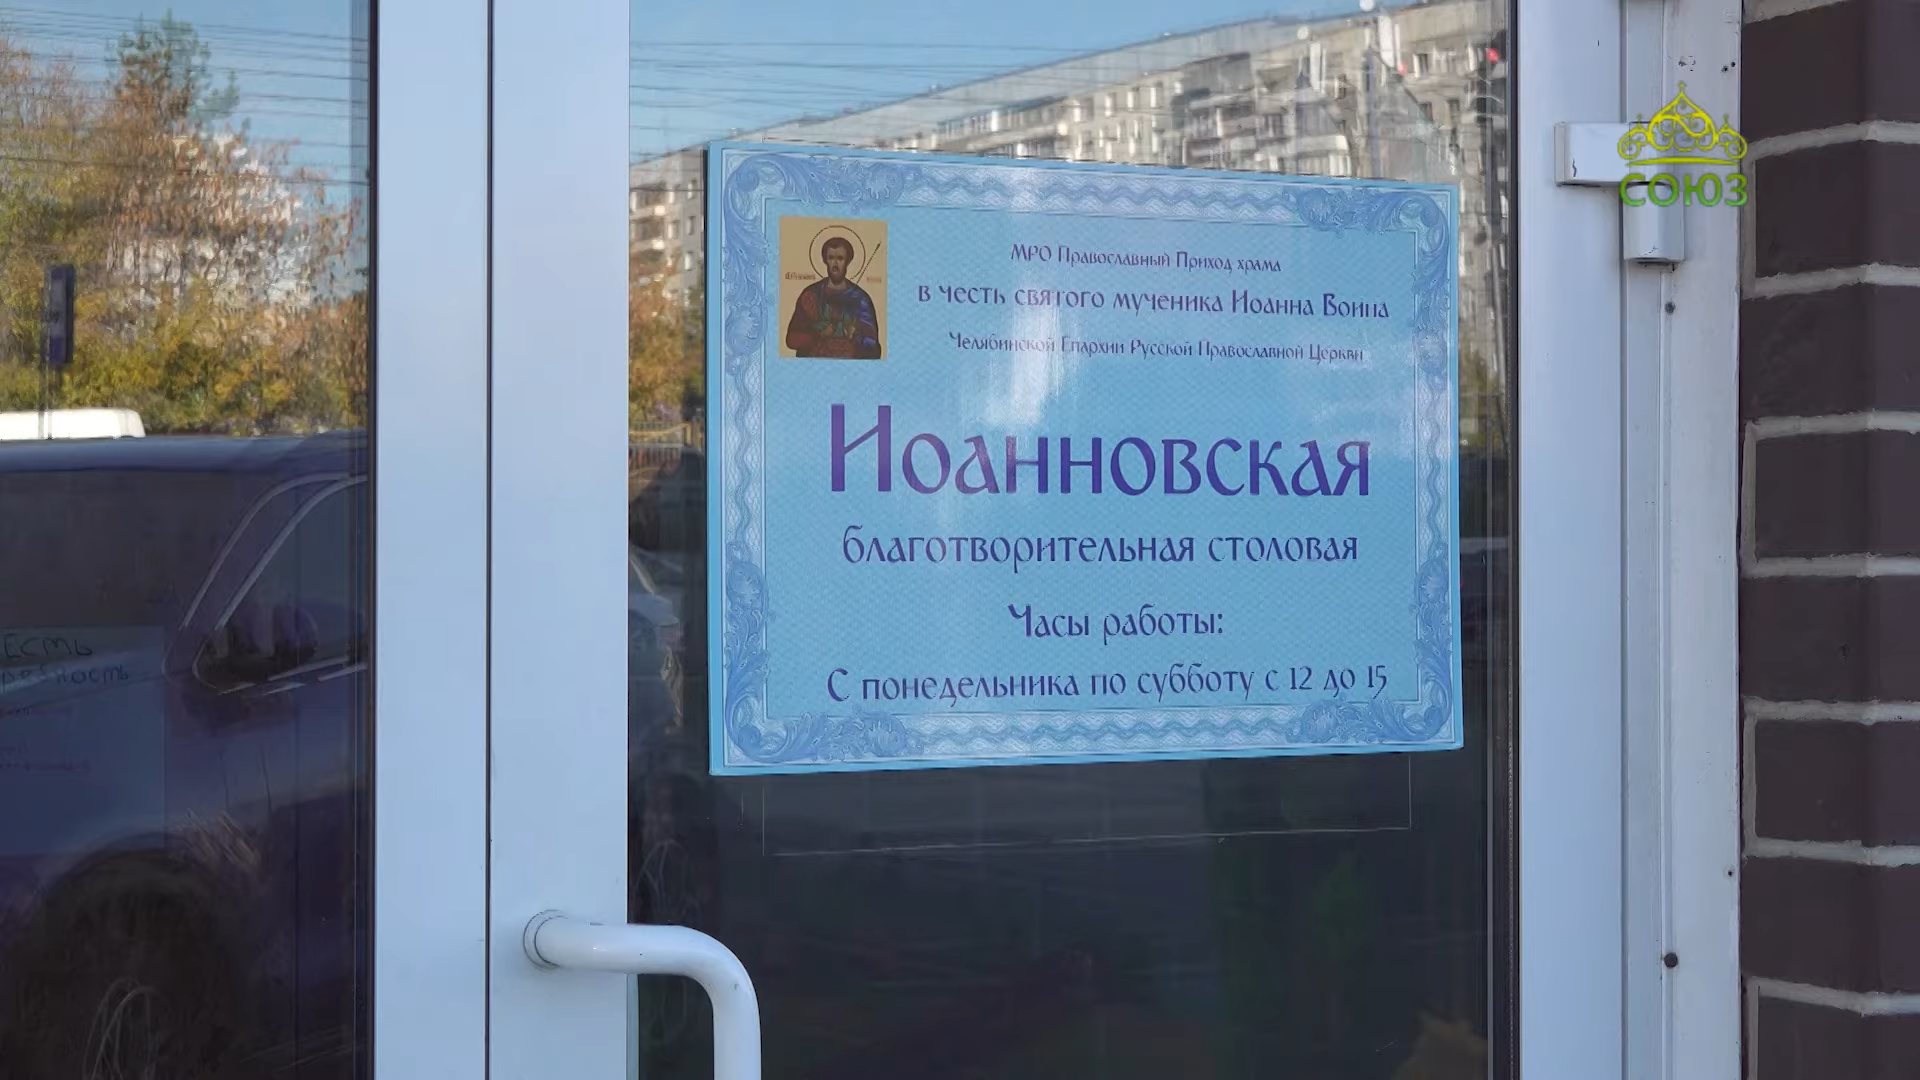 СОЮЗ
МРО Православный Приход храма
в честь святого мученика Иоанна Воина
Челябинской Епархии Русской Православной Церкви
Иоанновская
благотворительная столовая
Часы работы:
С понедельника по субботу с 12 до 15
Есть